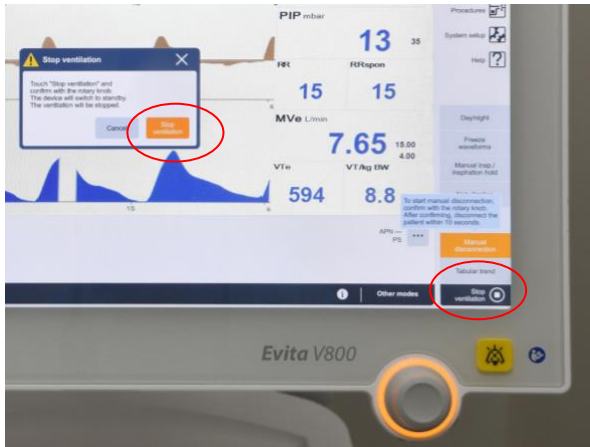 Stop ventilation
Touch "Stop ventilation" and
confirm with the rotary knob.
The device will switch to standby.
The ventilation will be stopped.
Cancel
Stop
ventilation
15
PIP mbar
13
35
RR
RRspon
15
15
MVe L/min
7.65
15.00
4.00
VTe
VT/kg BW
594
8.8
APN —
PS
•••
Procedures
System setup
Help
?
Day/night
Freeze
waveforms
Manual insp./
inspiration hold
To start manual disconnection,
confirm with the rotary knob.
After confirming, disconnect the
patient within 10 seconds.
Manual
disconnection
Tabular trend
i
Other modes
Stop
ventilation
Evita V800